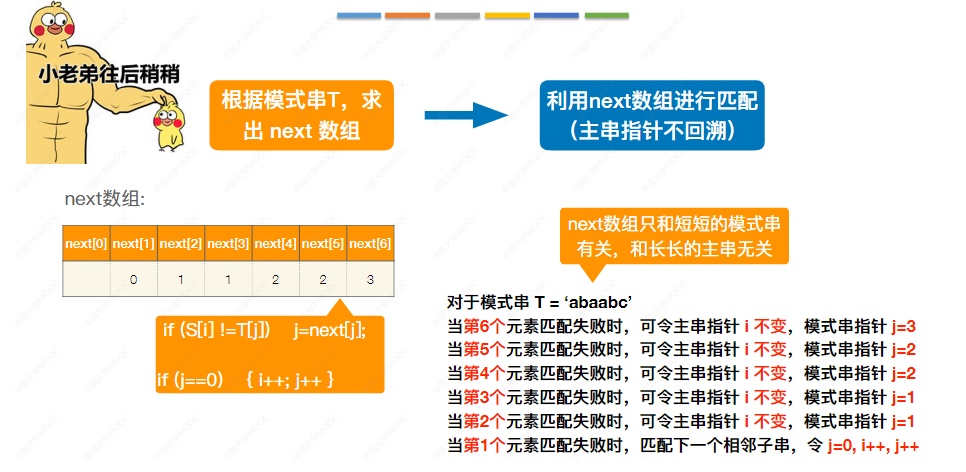 小老弟往后稍稍
根据模式串T，求
出 next 数组
利用next数组进行匹配
（主串指针不回溯）
next数组:
next[0] next[1] next[2] next[3] next[4] next[5] next[6]
0 1 1 2 2 3
if (S[i] !=T[j]) j=next[j];
if (j==0) { i++; j++ }
next数组只和短短的模式串
有关，和长长的主串无关
对于模式串 T = ‘abaabc’
当第6个元素匹配失败时，可令主串指针 i 不变，模式串指针 j=3
当第5个元素匹配失败时，可令主串指针 i 不变，模式串指针 j=2
当第4个元素匹配失败时，可令主串指针 i 不变，模式串指针 j=2
当第3个元素匹配失败时，可令主串指针 i 不变，模式串指针 j=1
当第2个元素匹配失败时，可令主串指针 i 不变，模式串指针 j=1
当第1个元素匹配失败时，匹配下一个相邻子串，令 j=0, i++, j++